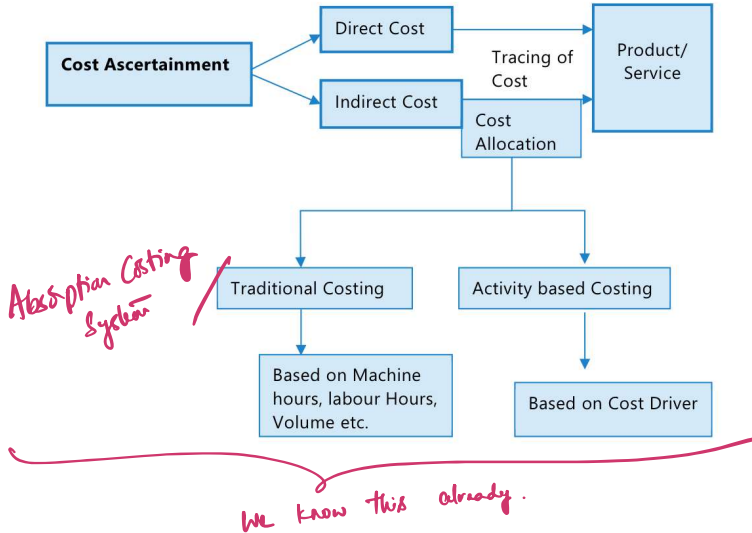 Direct Cost
Product/
Service
Cost Ascertainment
Tracing of
Cost
Indirect Cost
Cost
Allocation
Absorption Costing
System
Traditional Costing
Activity based Costing
Based on Machine
hours, labour Hours,
Volume etc.
Based on Cost Driver
We know this already.